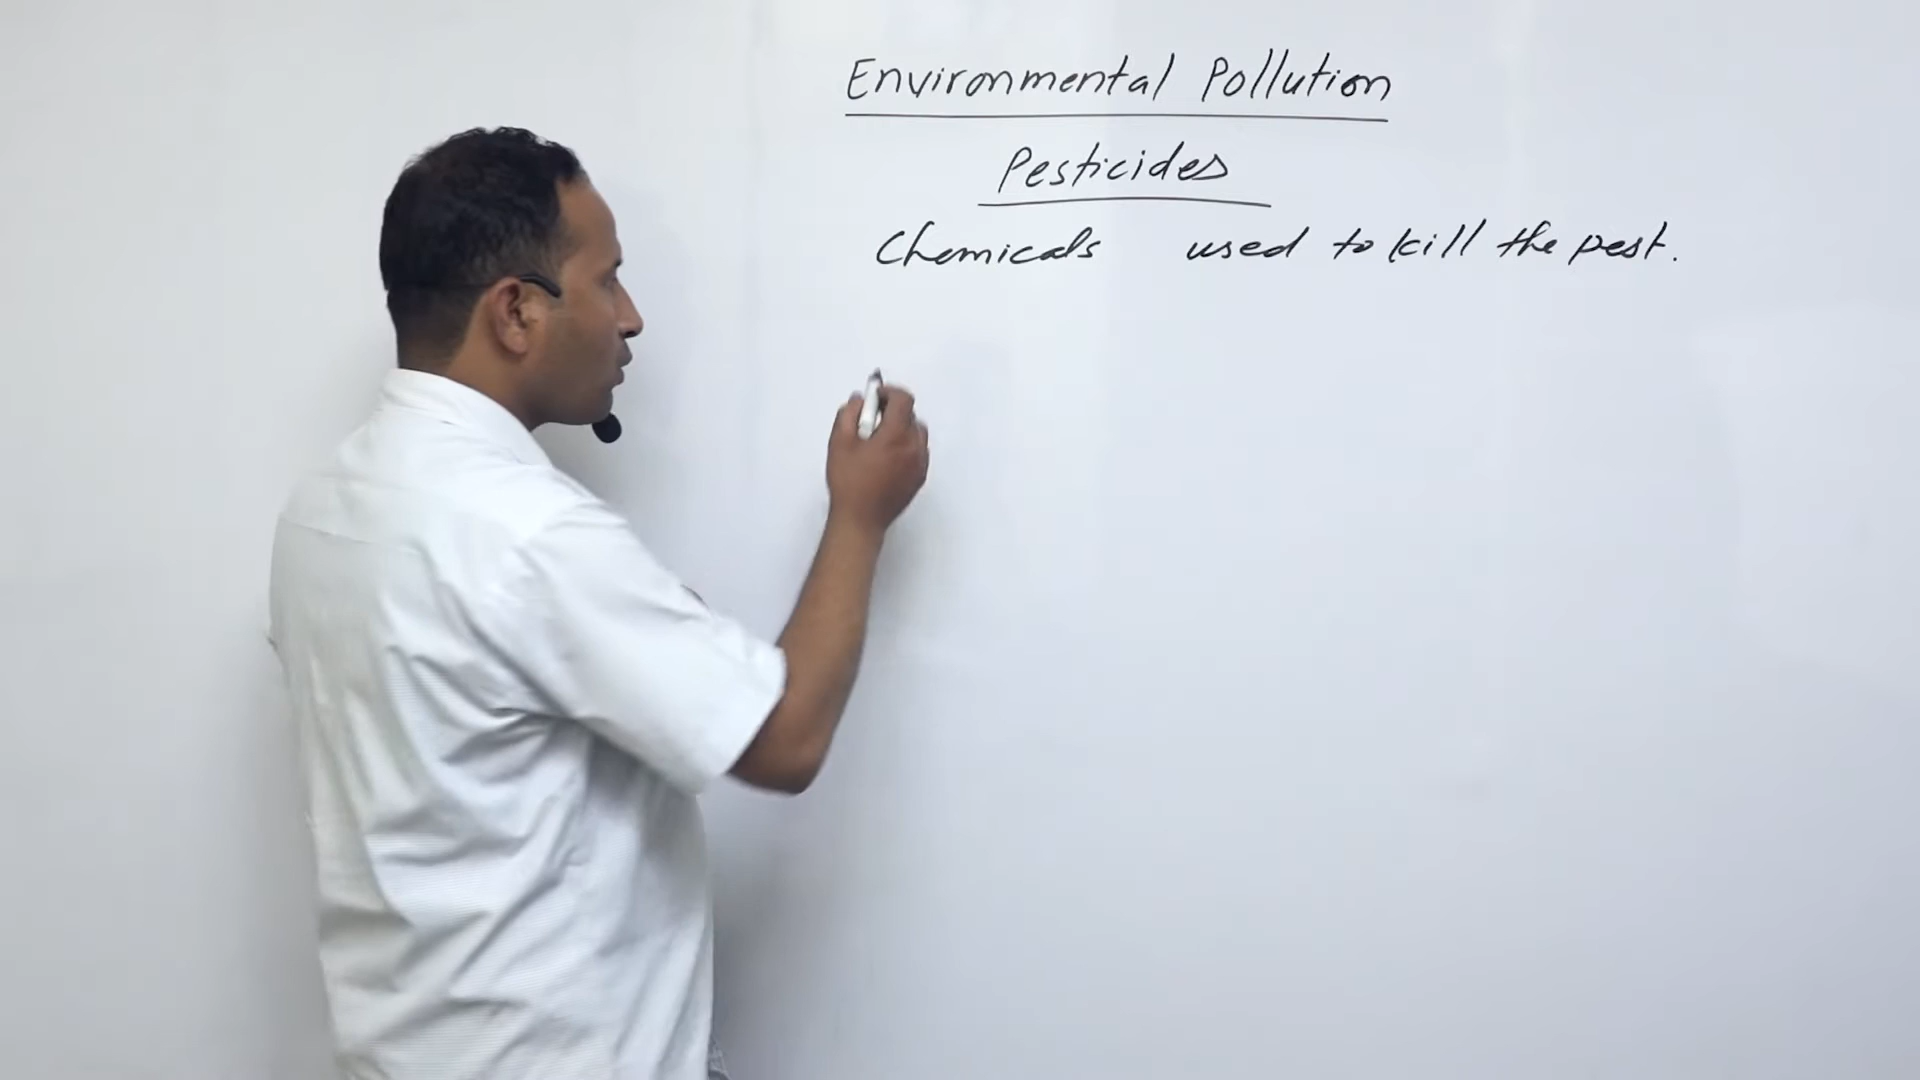 Environmental Pollution
Pesticides
Chemicals used to kill the pest.